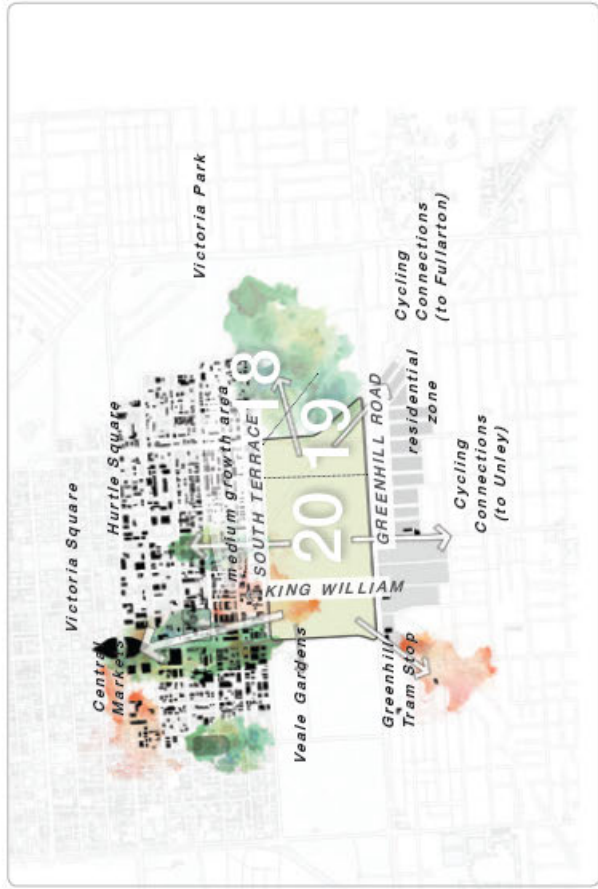 Victoria Square
Hurtle Square
Victoria Park
Central
Markets
medium growth area
SOUTH TERRACE
18
19
20
KING WILLIAM
GREENHILL ROAD
Veale Gardens
Greenhill
Tram Stop
residential
zone
Cycling
Connections
(to Fullarton)
Cycling
Connections
(to Unley)